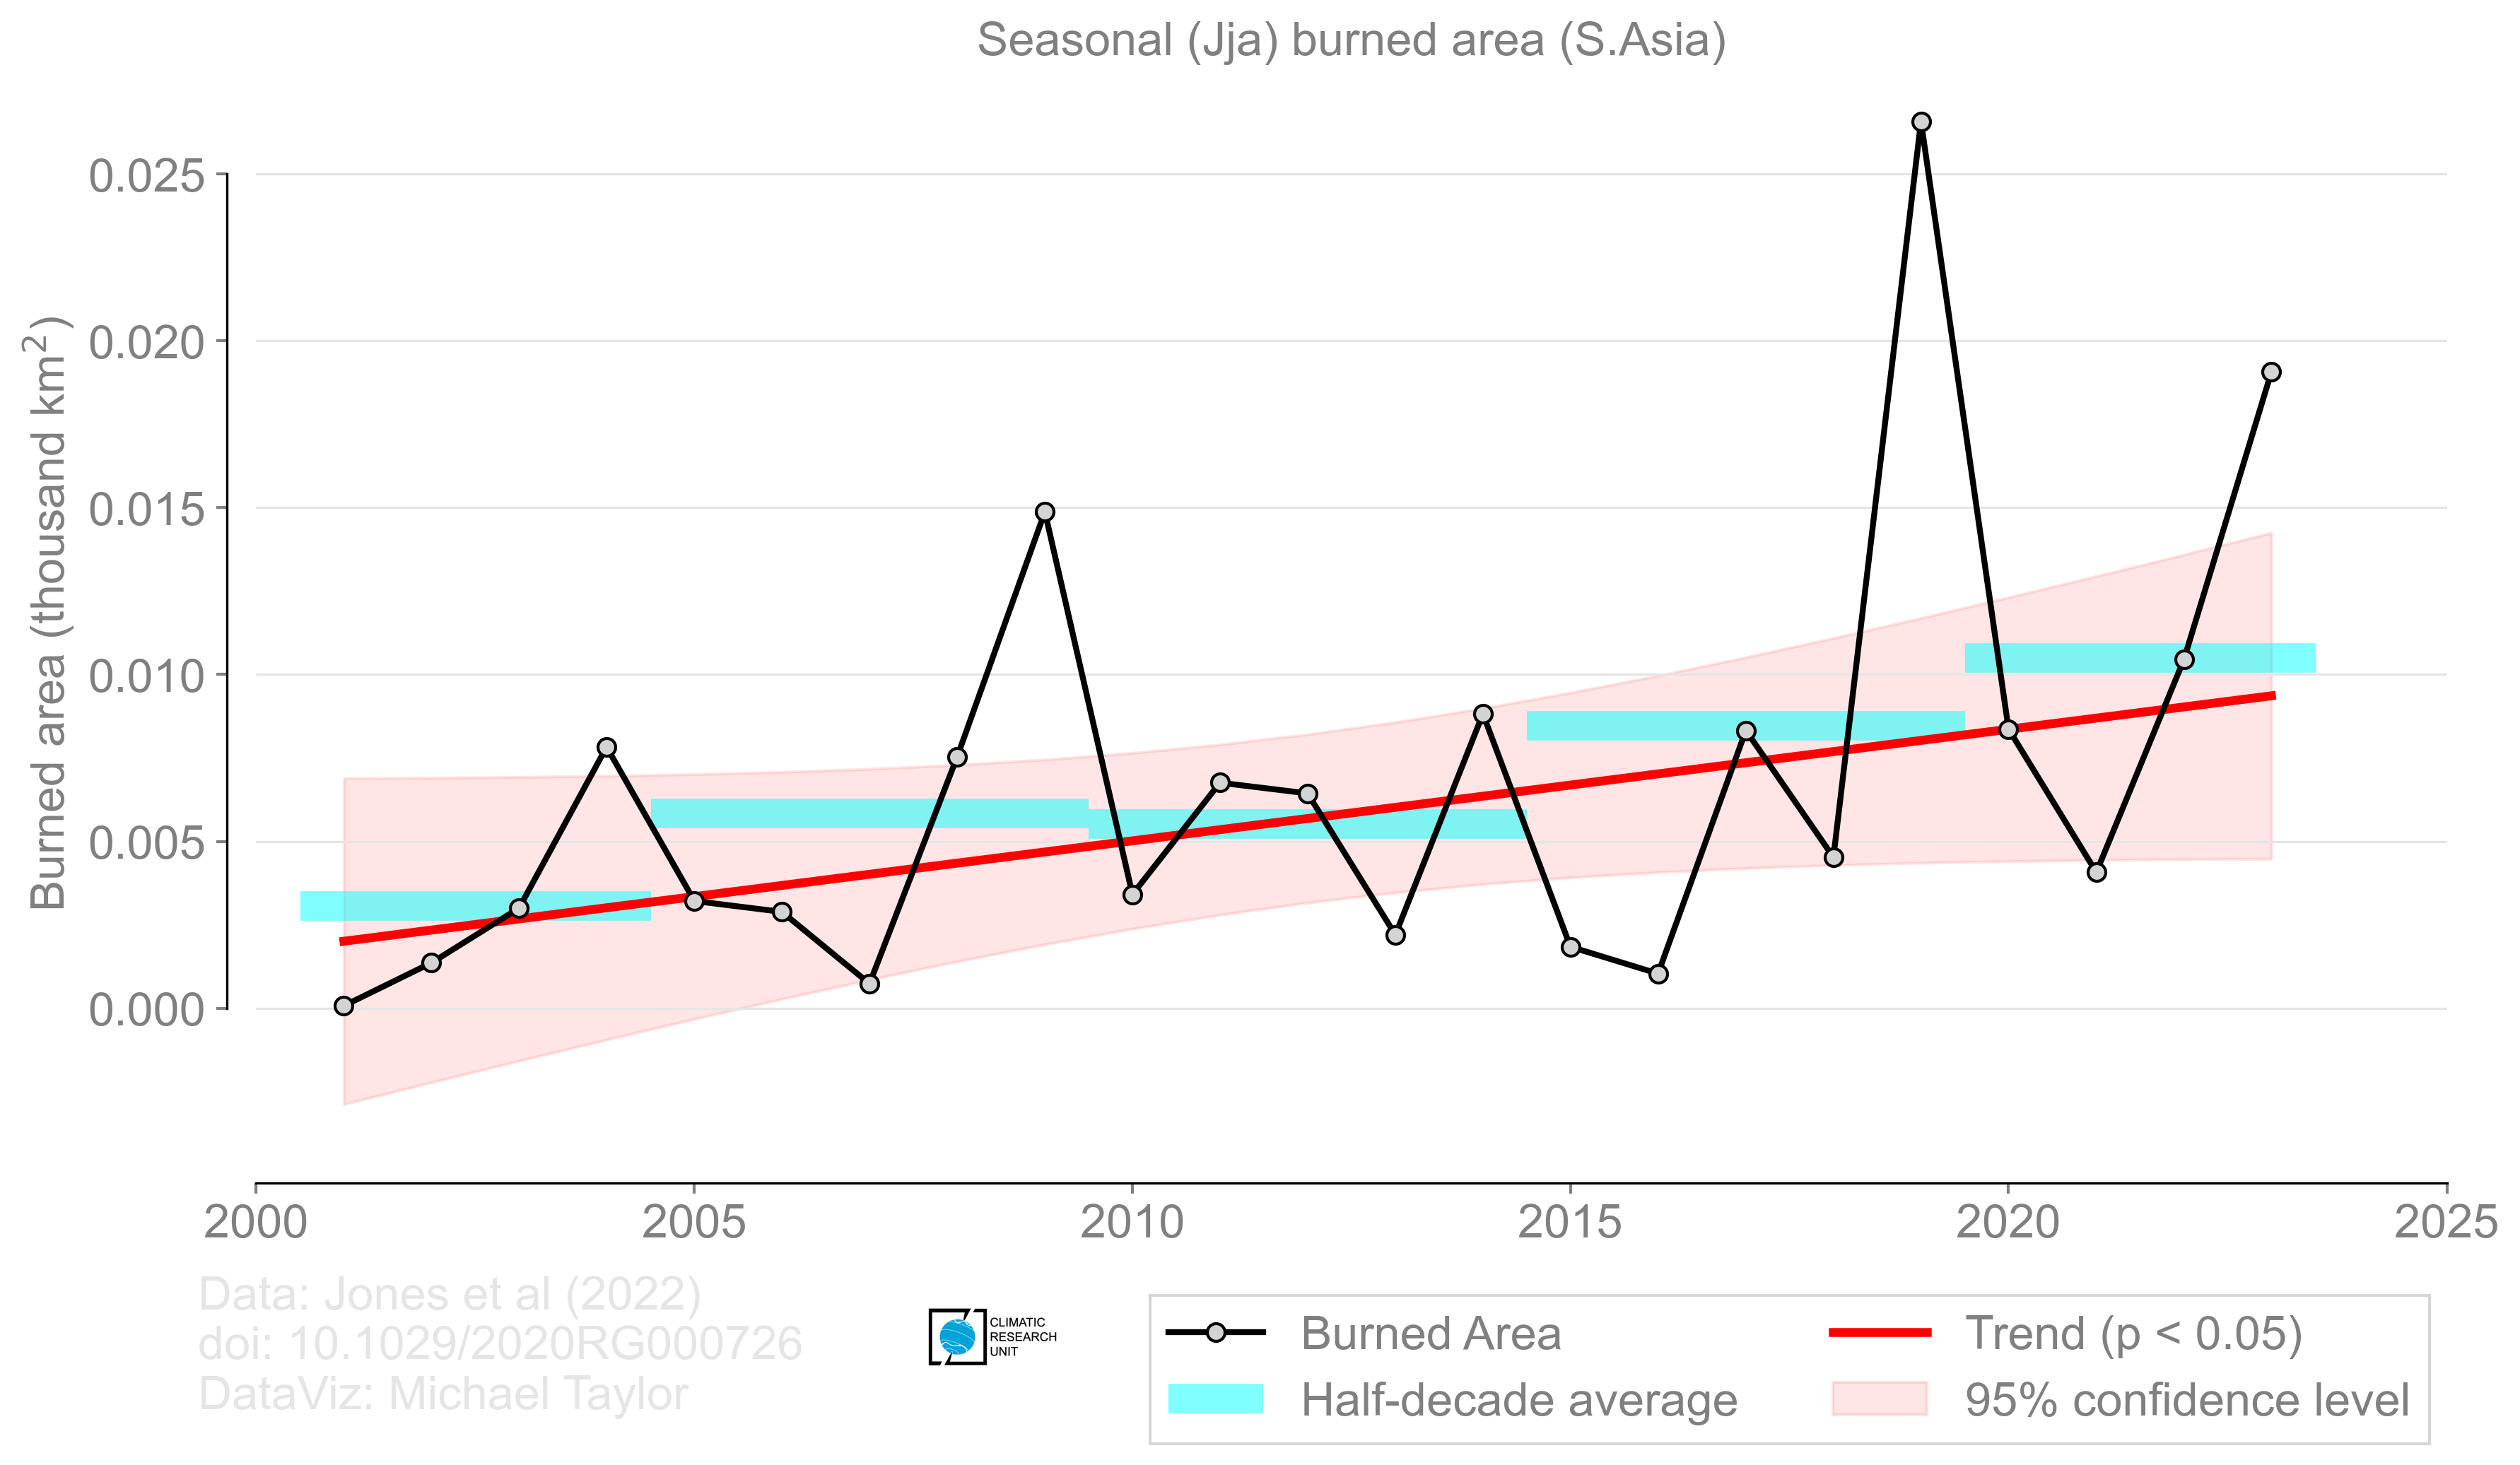 Seasonal (Jja) burned area (S.Asia)
Burned area (thousand km²)
0.025
0.020
0.015
0.010
0.005
0.000
2000 2005 2010 2015 2020 2025
Data: Jones et al (2022)
doi: 10.1029/2020RG000726
DataViz: Michael Taylor
CLIMATIC
RESEARCH
UNIT
Burned Area
Half-decade average
Trend (p < 0.05)
95% confidence level